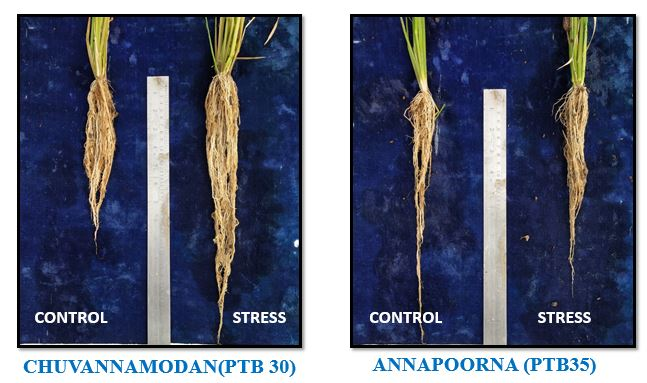 CONTROL
STRESS
CHUVANNAMODAN(PTB 30)
CONTROL
STRESS
ANNAPOORNA (PTB35)